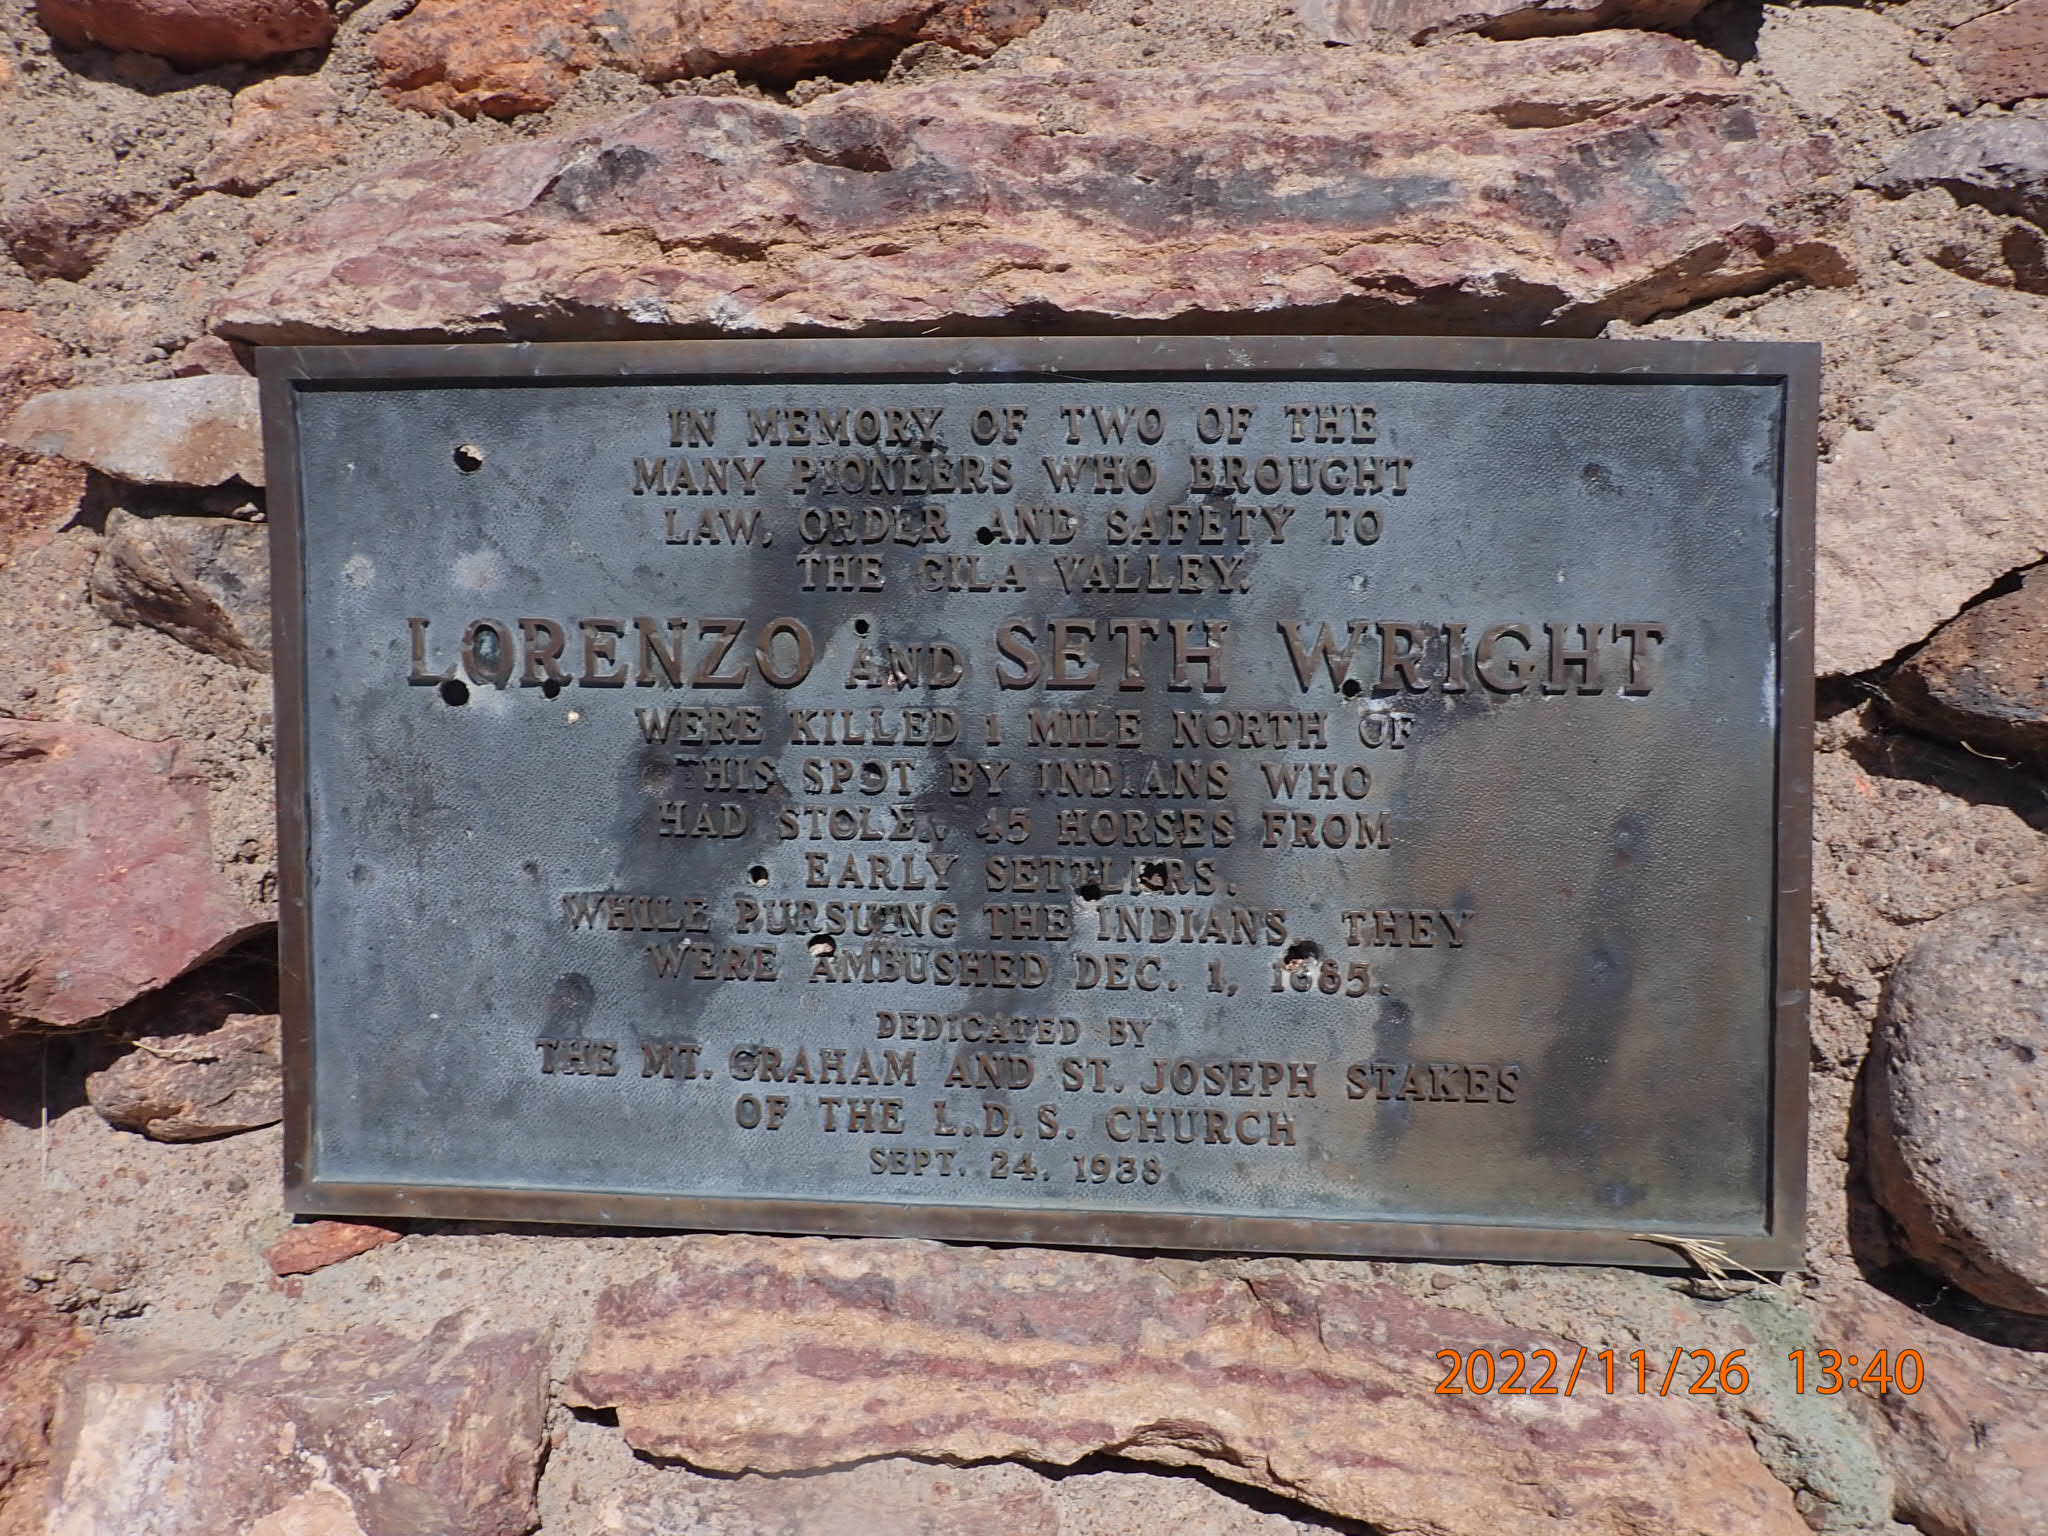 IN MEMORY OF TWO OF THE
MANY PIONEERS WHO BROUGHT
LAW, ORDER AND SAFETY TO
THE GILA VALLEY.
LORENZO AND SETH WRIGHT
WERE KILLED 1 MILE NORTH OF
THIS SPOT BY INDIANS WHO
HAD STOLEN 45 HORSES FROM
EARLY SETTLERS.
WHILE PURSUING THE INDIANS, THEY
WERE AMBUSHED DEC. 1, 1885.
DEDICATED BY
THE MT. GRAHAM AND ST. JOSEPH STAKES
OF THE L.D.S. CHURCH
SEPT. 24, 1938
2022/11/26 13:40